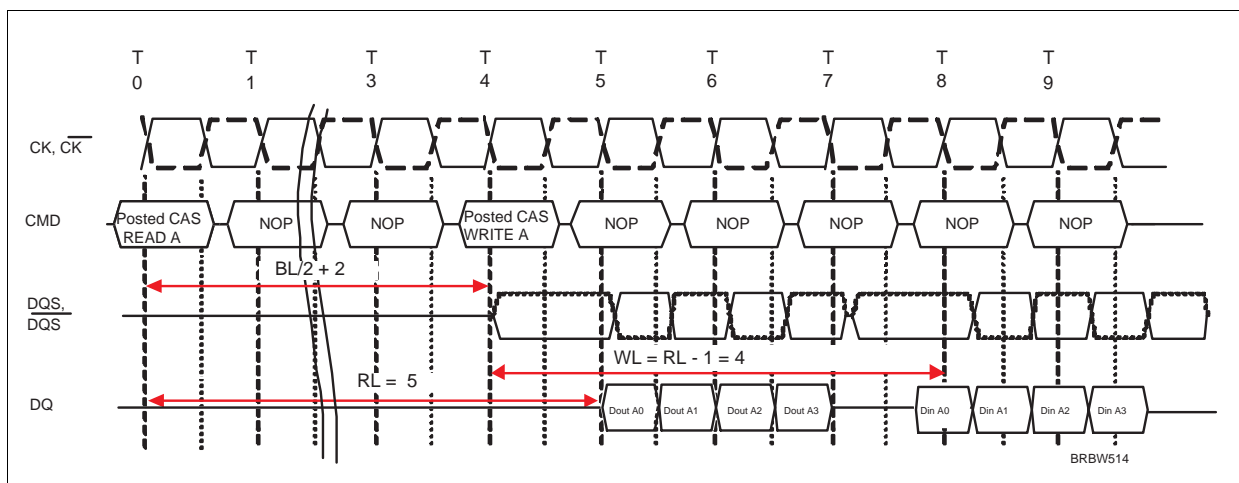 T T T T T T T T T
0 1 3 4 5 6 7 8 9
CK, CK
CMD
Posted CAS
READ A
NOP
NOP
Posted CAS
WRITE A
NOP
NOP
NOP
NOP
NOP
BL/2 + 2
DQS,
DQS
WL = RL - 1 = 4
RL = 5
DQ
Dout A0
Dout A1
Dout A2
Dout A3
Din A0
Din A1
Din A2
Din A3
BRBW514